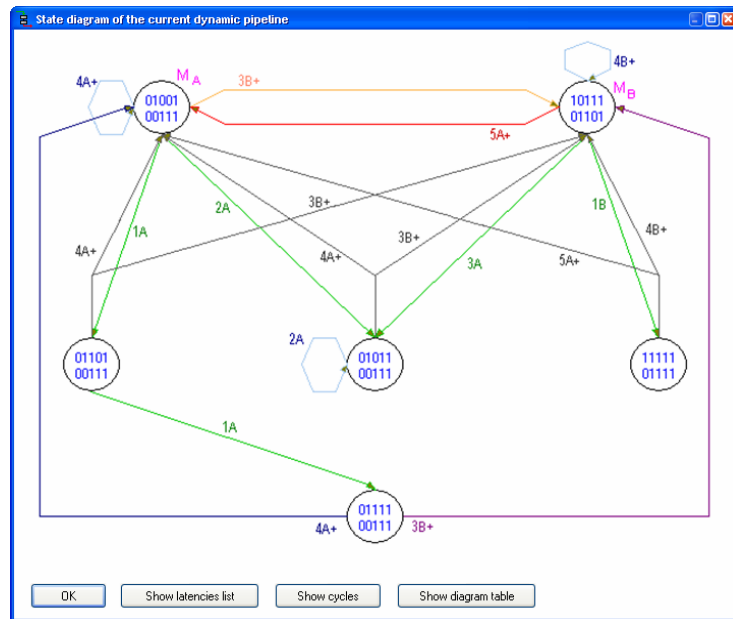 State diagram of the current dynamic pipeline
4B+
4A+
M A
3B+
M B
01001
00111
10111
01101
5A+
2A
3B+
1B
1A
4A+
3B+
4A+
3A
4B+
5A+
2A
01101
00111
01011
00111
11111
01111
1A
01111
00111
4A+
3B+
OK
Show latencies list
Show cycles
Show diagram table